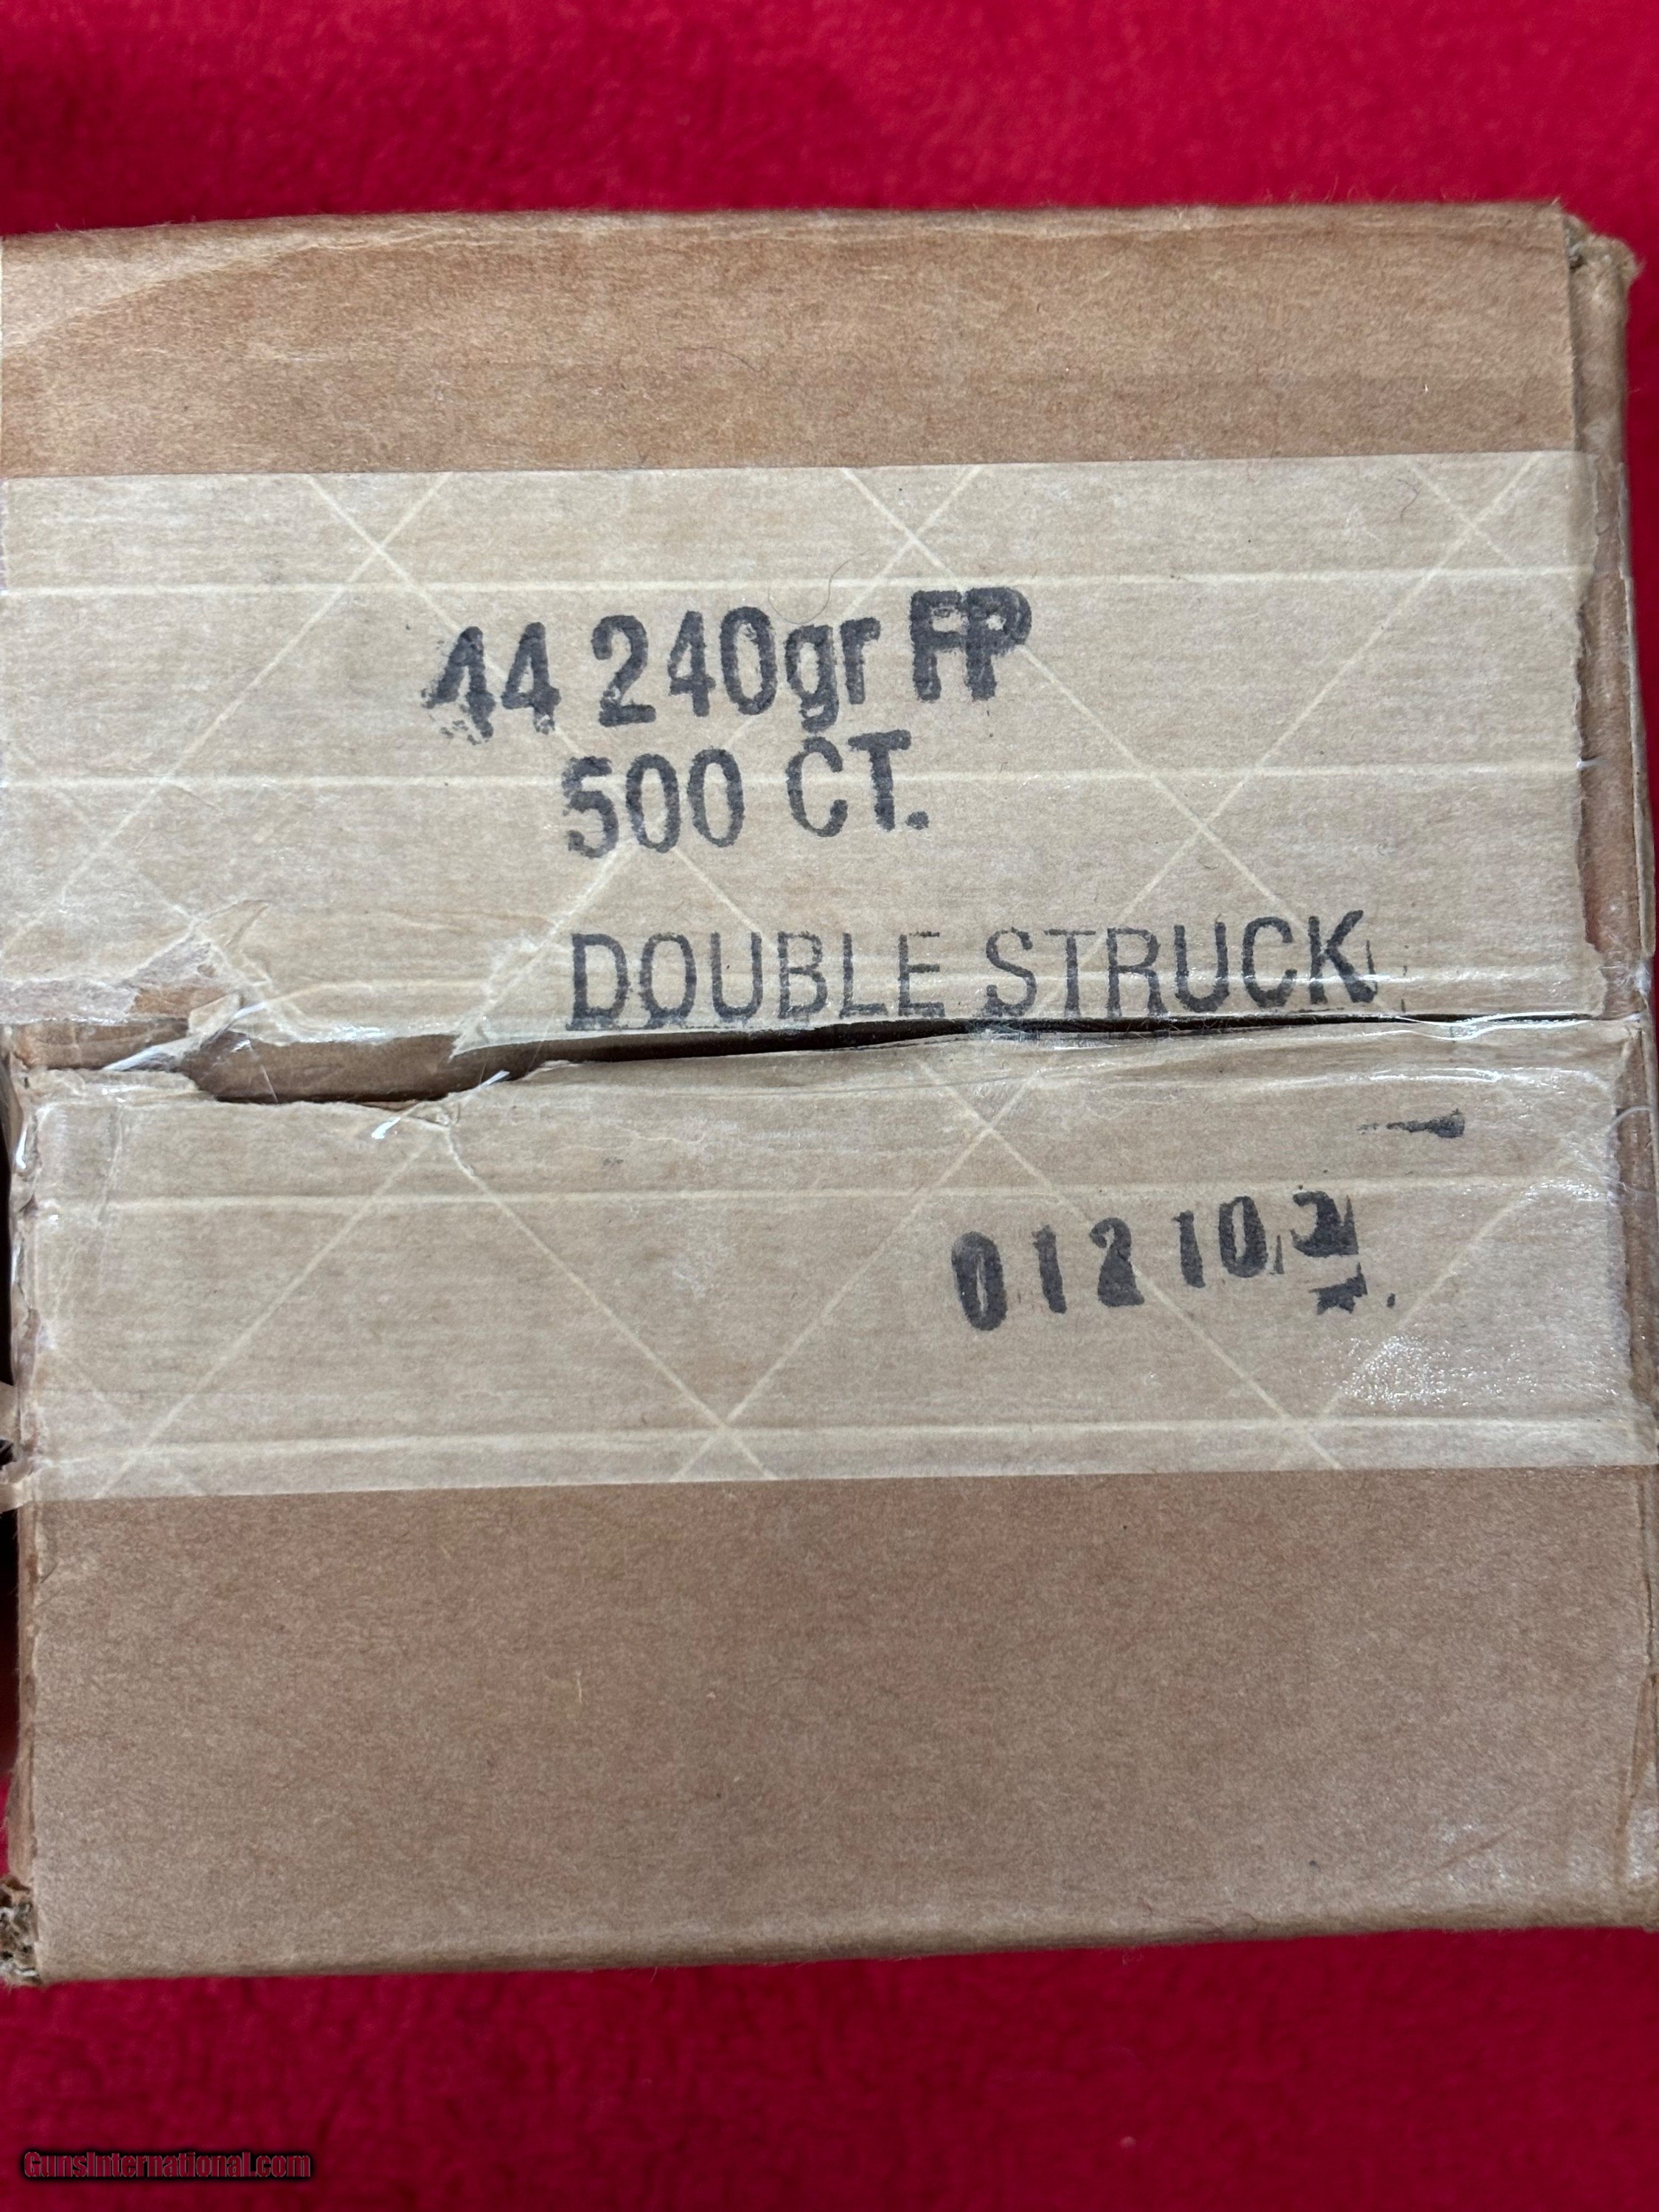 44 240gr FP
500 CT.
DOUBLE STRUCK
GunsInternational.com